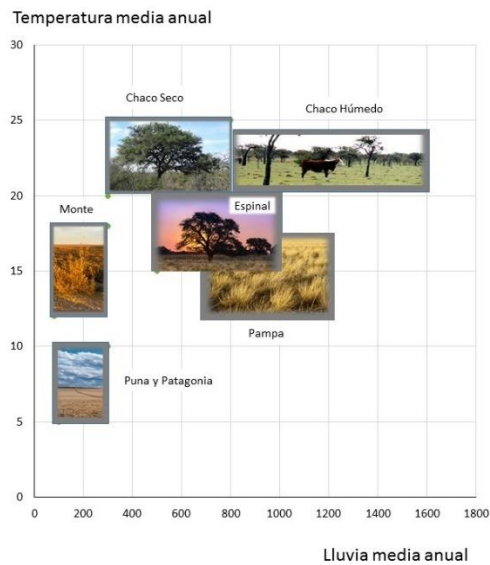 Temperatura media anual
30
25
20
15
10
5
0
Chaco Seco
Chaco Húmedo
Monte
Espinal
Pampa
Puna y Patagonia
0 200 400 600 800 1000 1200 1400 1600 1800
Lluvia media anual